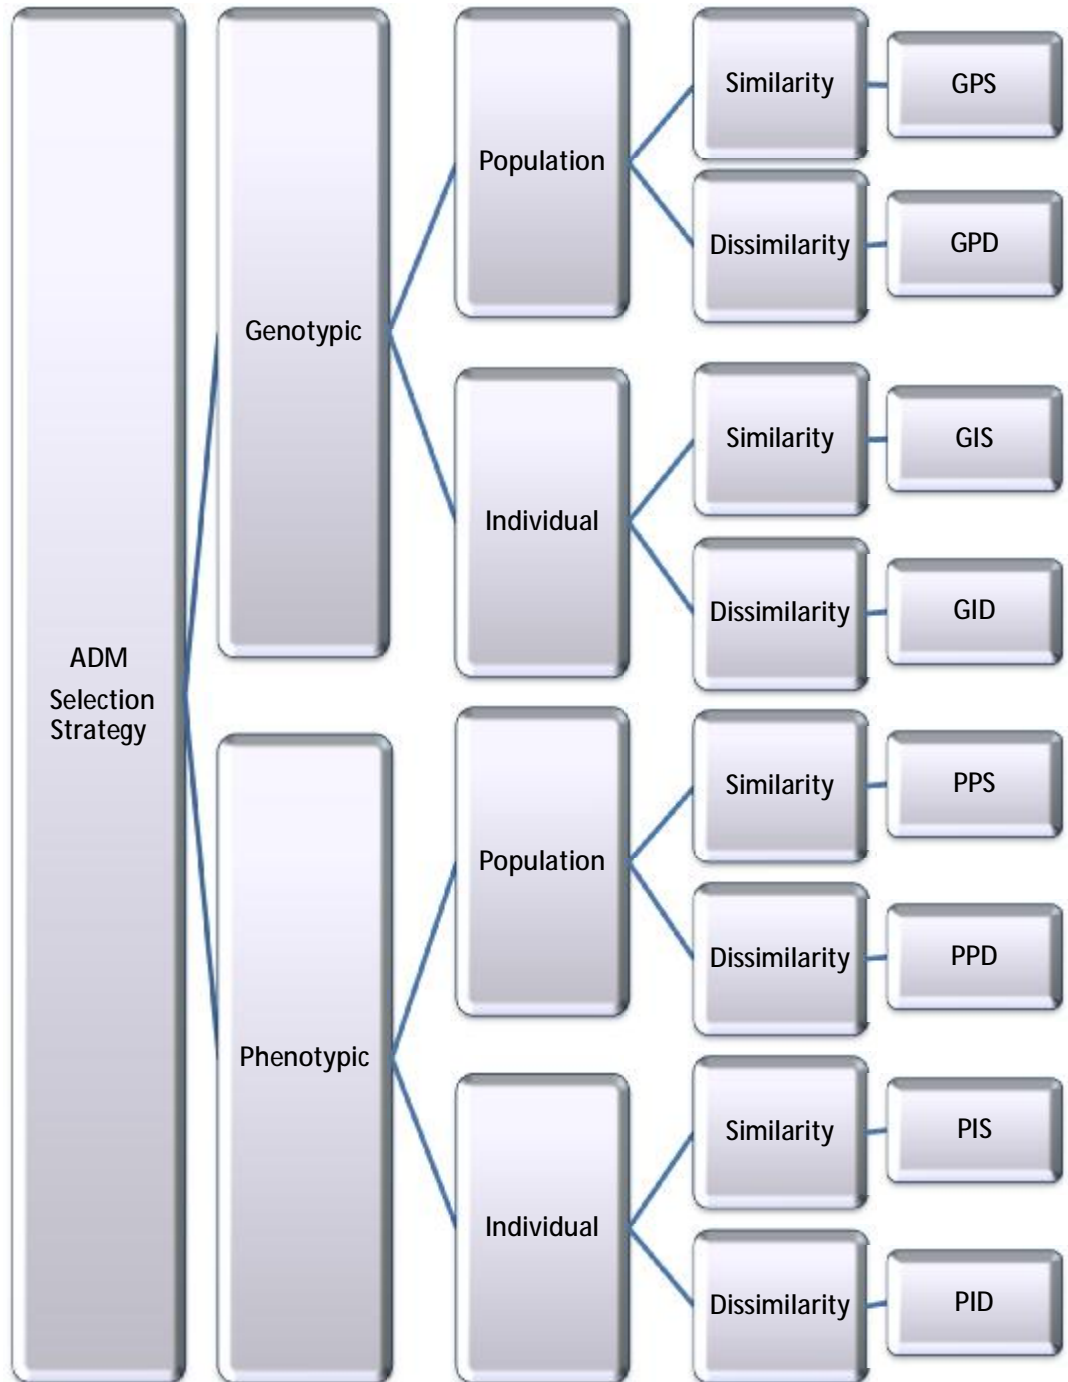 ADM
Selection
Strategy
Genotypic
Population
Similarity
GPS
Dissimilarity
GPD
Individual
Similarity
GIS
Dissimilarity
GID
Phenotypic
Population
Similarity
PPS
Dissimilarity
PPD
Individual
Similarity
PIS
Dissimilarity
PID